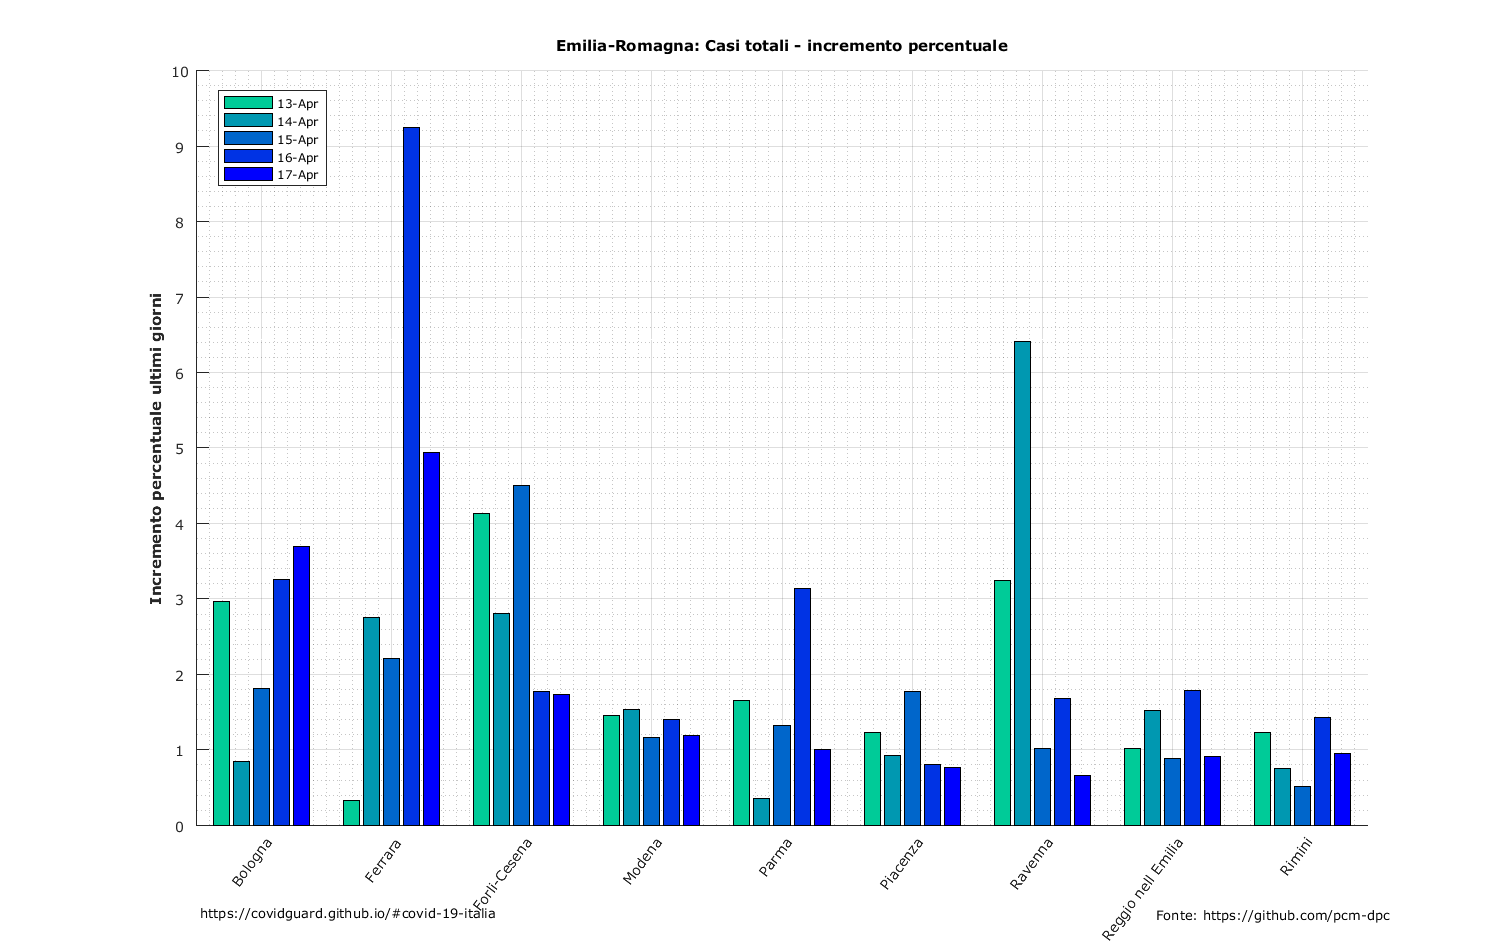 Emilia-Romagna: Casi totali - incremento percentuale
Incremento percentuale ultimi giorni
10
9
8
7
6
5
4
3
2
1
0
13-Apr
14-Apr
15-Apr
16-Apr
17-Apr
Bologna
Ferrara
Forlì-Cesena
Modena
Parma
Piacenza
Ravenna
Reggio nell Emilia
Rimini
https://covidguard.github.io/#covid-19-italia
Fonte: https://github.com/pcm-dpc